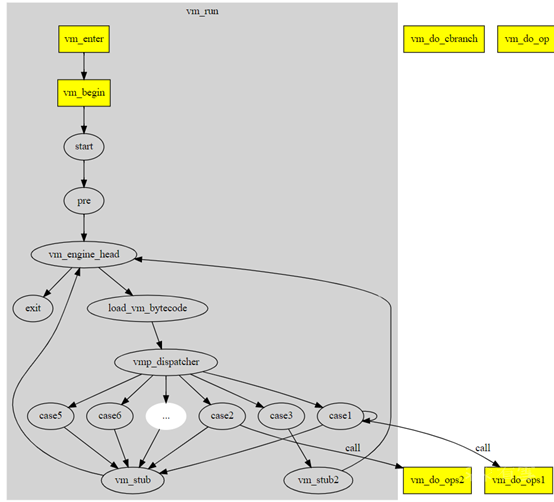 vm_run
vm_enter
vm_do_cbranch
vm_do_op
vm_begin
start
pre
vm_engine_head
exit
load_vm_bytecode
vmp_dispatcher
case5
case6
...
case2
case3
case1
call
call
vm_stub
vm_stub2
vm_do_ops2
vm_do_ops1